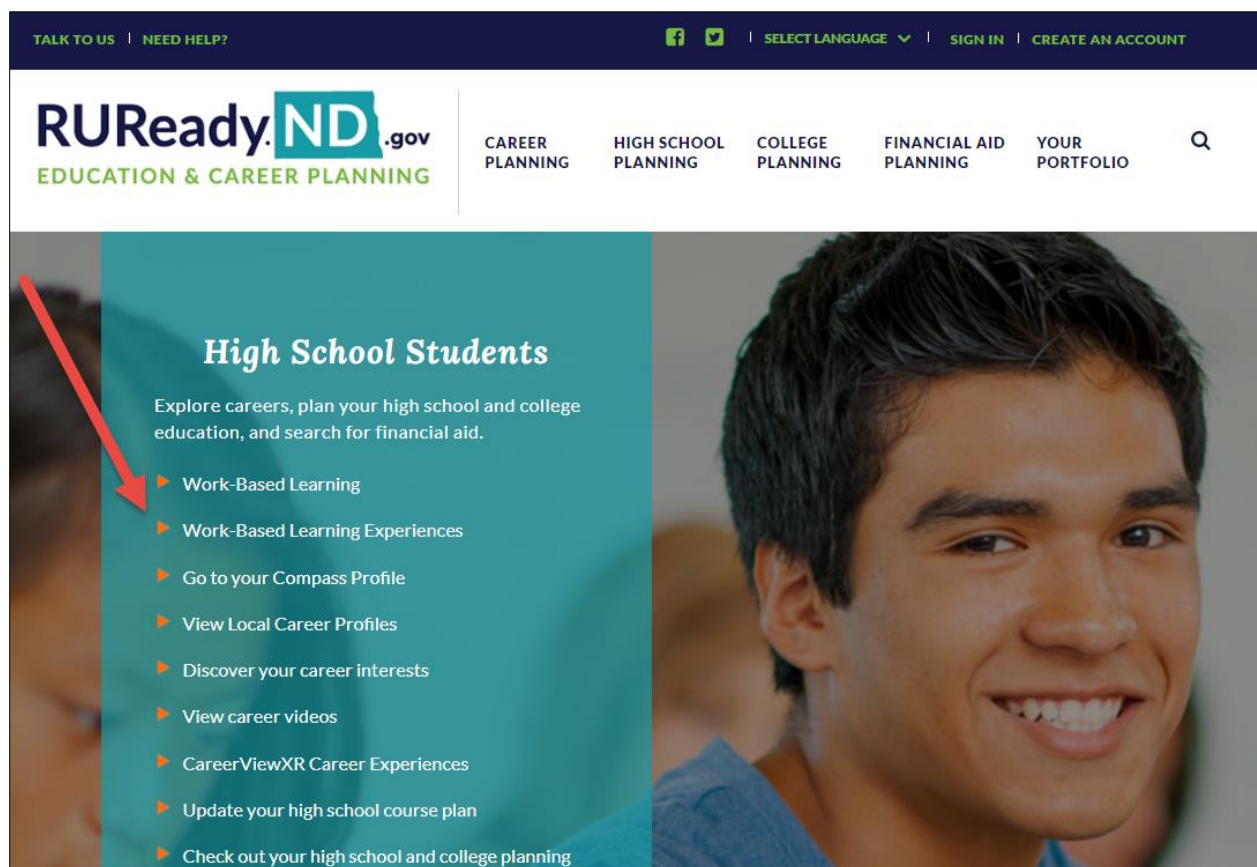 TALK TO US | NEED HELP? | SELECT LANGUAGE | SIGN IN | CREATE AN ACCOUNT
RUReady.ND.gov
EDUCATION & CAREER PLANNING
CAREER PLANNING
HIGH SCHOOL PLANNING
COLLEGE PLANNING
FINANCIAL AID PLANNING
YOUR PORTFOLIO
High School Students
Explore careers, plan your high school and college
education, and search for financial aid.
Work-Based Learning
Work-Based Learning Experiences
Go to your Compass Profile
View Local Career Profiles
Discover your career interests
View career videos
CareerViewXR Career Experiences
Update your high school course plan
Check out your high school and college planning